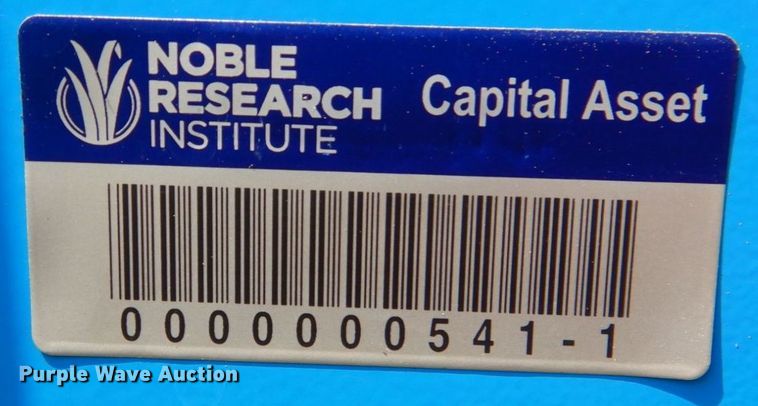 NOBLE
RESEARCH
INSTITUTE
Capital Asset
0000000541-1
Purple Wave Auction